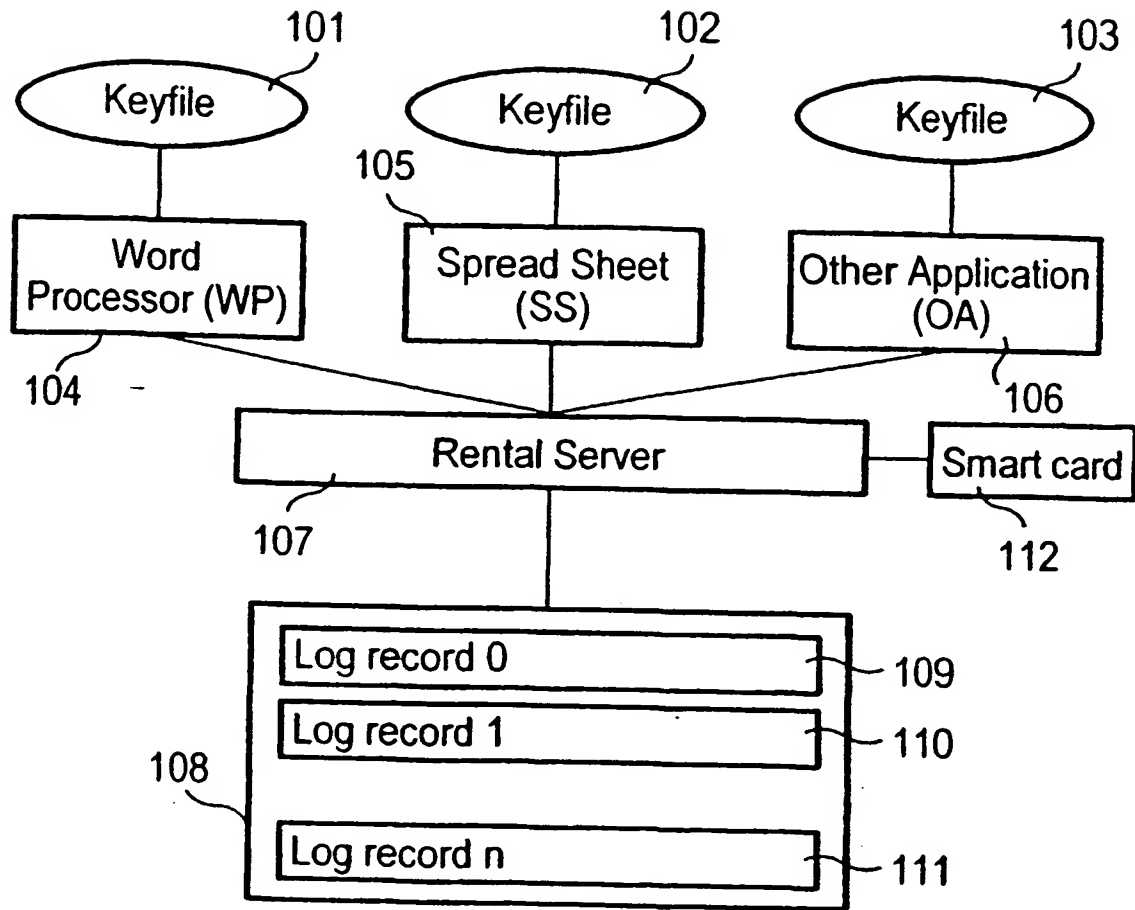 101
102
103
Keyfile
Keyfile
Keyfile
105
Word
Processor (WP)
Spread Sheet
(SS)
Other Application
(OA)
104
106
Rental Server
Smart card
107
112
Log record 0
109
Log record 1
110
108
Log record n
111